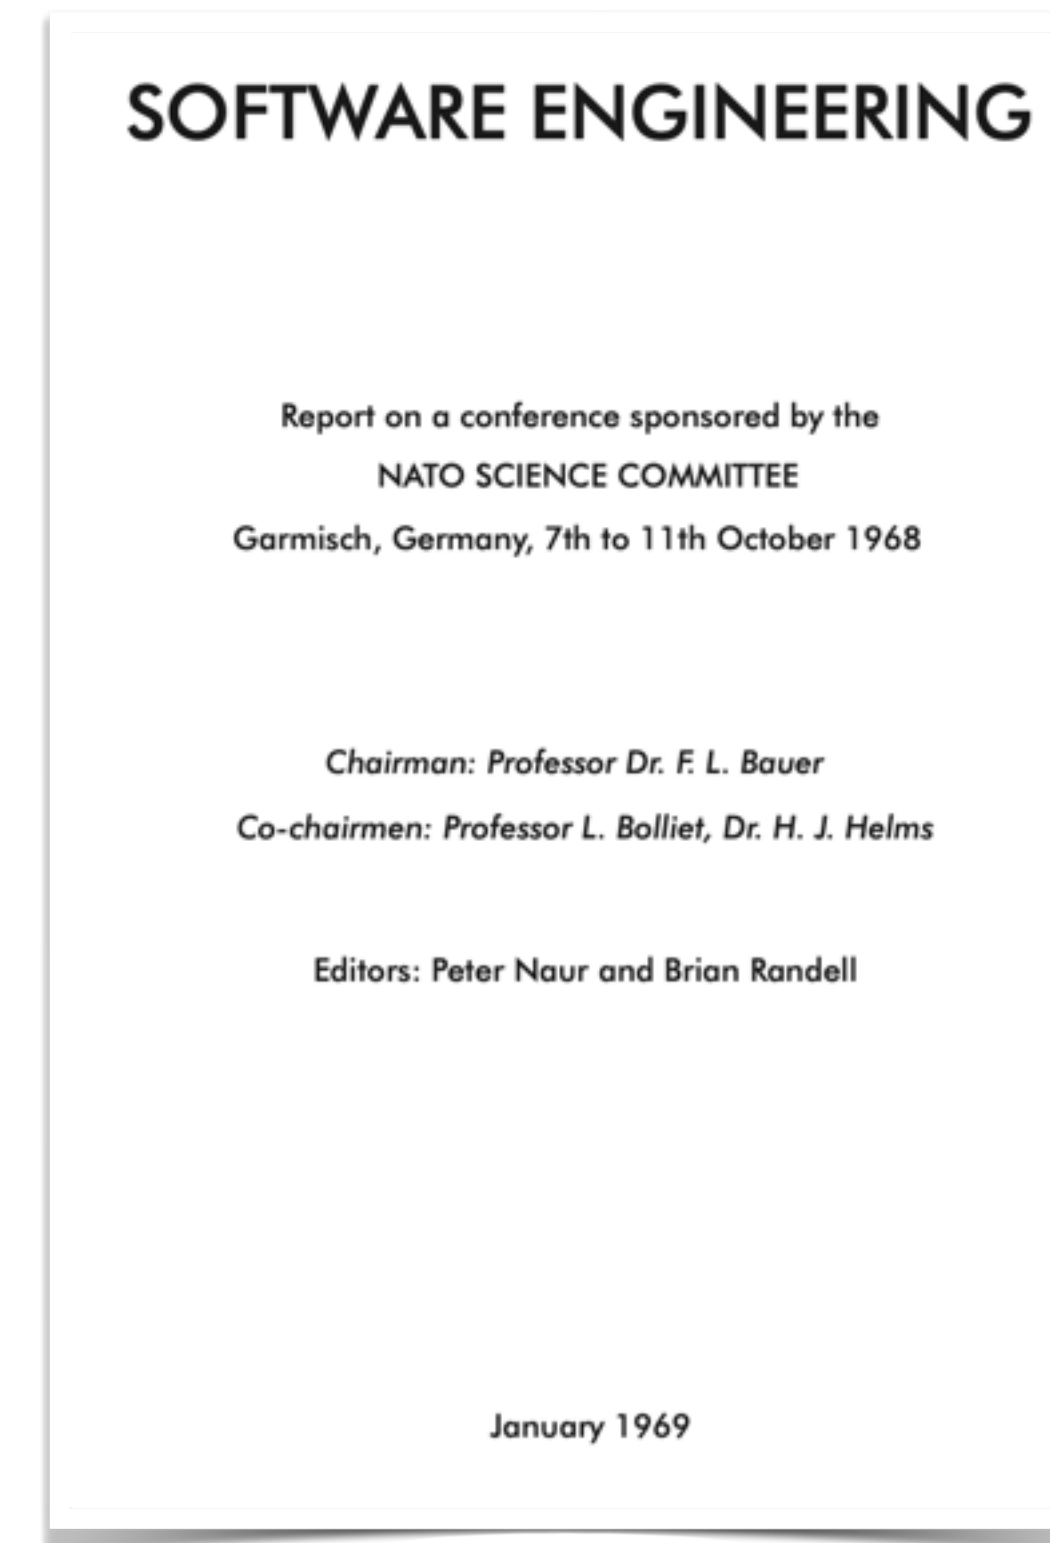 SOFTWARE ENGINEERING
Report on a conference sponsored by the
NATO SCIENCE COMMITTEE
Garmisch, Germany, 7th to 11th October 1968
Chairman: Professor Dr. F. L. Bauer
Co-chairmen: Professor L. Bolliet, Dr. H. J. Helms
Editors: Peter Naur and Brian Randell
January 1969